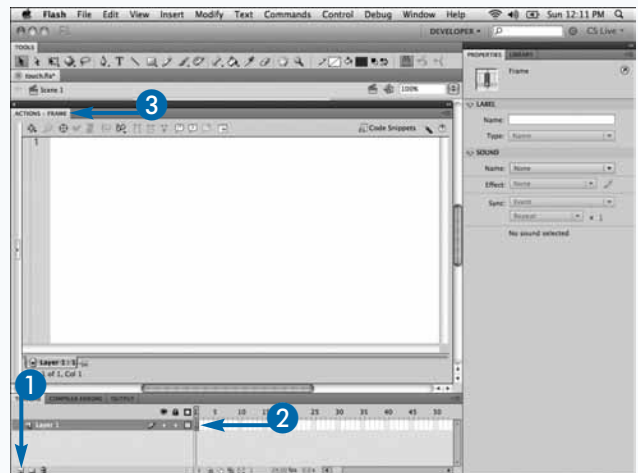 Flash File Edit View Insert Modify Text Commands Control Debug Window Help Sun 12:11 PM
DEVELOPER CS Live
TOOLS
touch.fla*
Scene 1 100%
3
ACTIONS - FRAME
Code Snippets
1
PROPERTIES LIBRARY
Frame
LABEL
Name:
Type: Name
SOUND
Name: None
Effect: None
Sync: Event
Repeat x 1
No sound selected
Layer 1 : 1
of 1, Col 1
1
COMPILER ERRORS OUTPUT
5 10 25 30 35 40 45 50
Layer 1
2